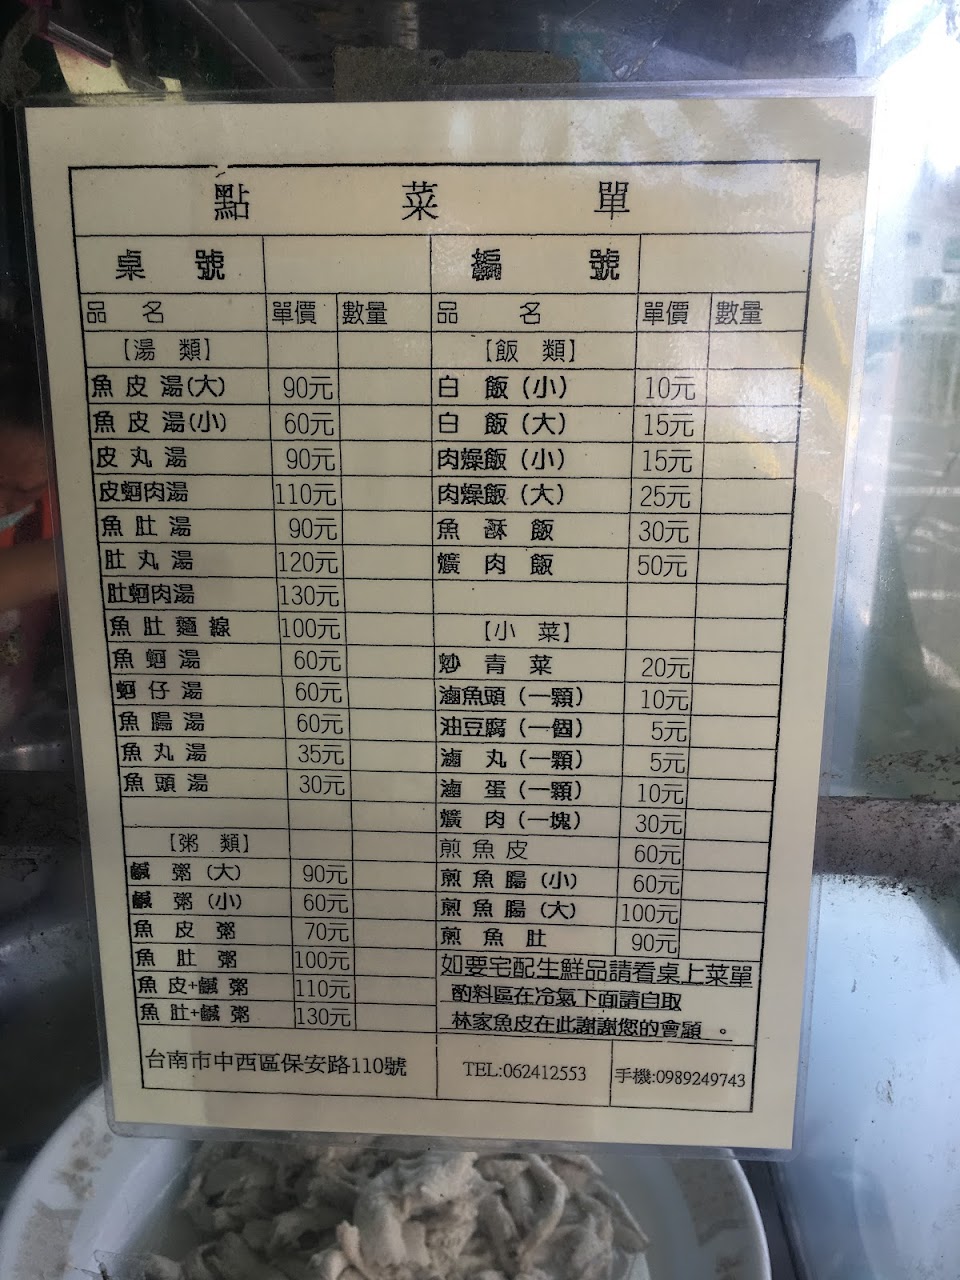 點 菜 單
桌 號
編 號
品 名 單價 數量
品 名 單價 數量
【湯 類】
魚 皮 湯(大) 90元
魚 皮 湯(小) 60元
皮 丸 湯 90元
皮蚵肉湯 110元
魚 肚 湯 90元
肚 丸 湯 120元
肚蚵肉湯 130元
魚 肚 麵 線 100元
魚 蚵 湯 60元
蚵 仔 湯 60元
魚 腸 湯 60元
魚 丸 湯 35元
魚 頭 湯 30元
【粥 類】
鹹 粥 (大) 90元
鹹 粥 (小) 60元
魚 皮 粥 70元
魚 肚 粥 100元
魚 皮+鹹 粥 110元
魚 肚+鹹 粥 130元
【飯 類】
白 飯 (小) 10元
白 飯 (大) 15元
肉燥飯 (小) 15元
肉燥飯 (大) 25元
魚 酥 飯 30元
爌 肉 飯 50元
【小 菜】
炒 青 菜 20元
滷魚頭 (一顆) 10元
油豆腐 (一個) 5元
滷 丸 (一顆) 5元
滷 蛋 (一顆) 10元
爌 肉 (一塊) 30元
煎 魚 皮 60元
煎 魚 腸 (小) 60元
煎 魚 腸 (大) 100元
煎 魚 肚 90元
如要宅配生鮮品請看桌上菜單
酌料區在冷氣下面請自取
林家魚皮在此謝謝您的會顧 。
台南市中西區保安路110號
TEL:062412553
手機:0989249743